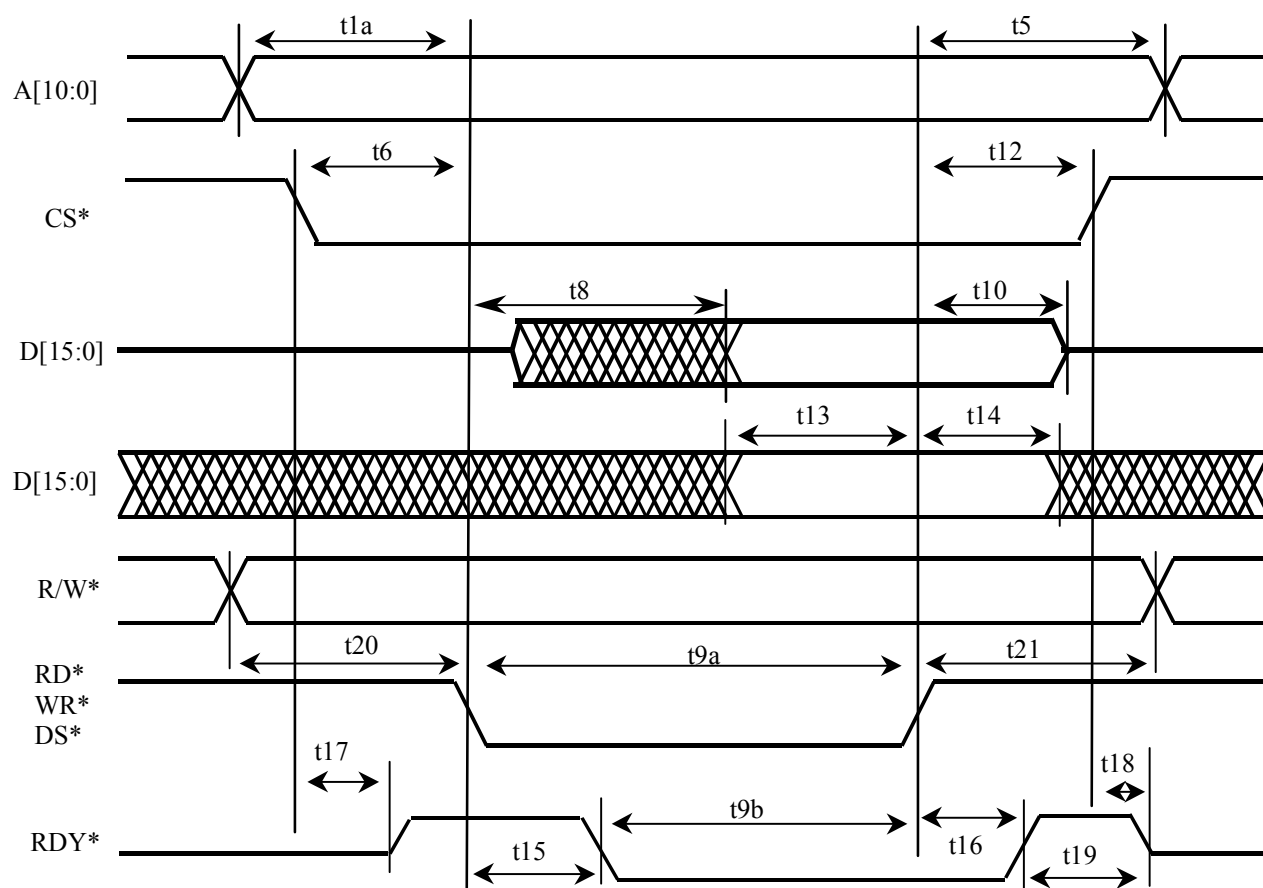 t1a t5
A[10:0]
t6 t12
CS*
t8 t10
D[15:0]
t13 t14
D[15:0]
R/W*
t20 t9a t21
RD*
WR*
DS*
t17 t18
t9b
RDY* t15 t16 t19